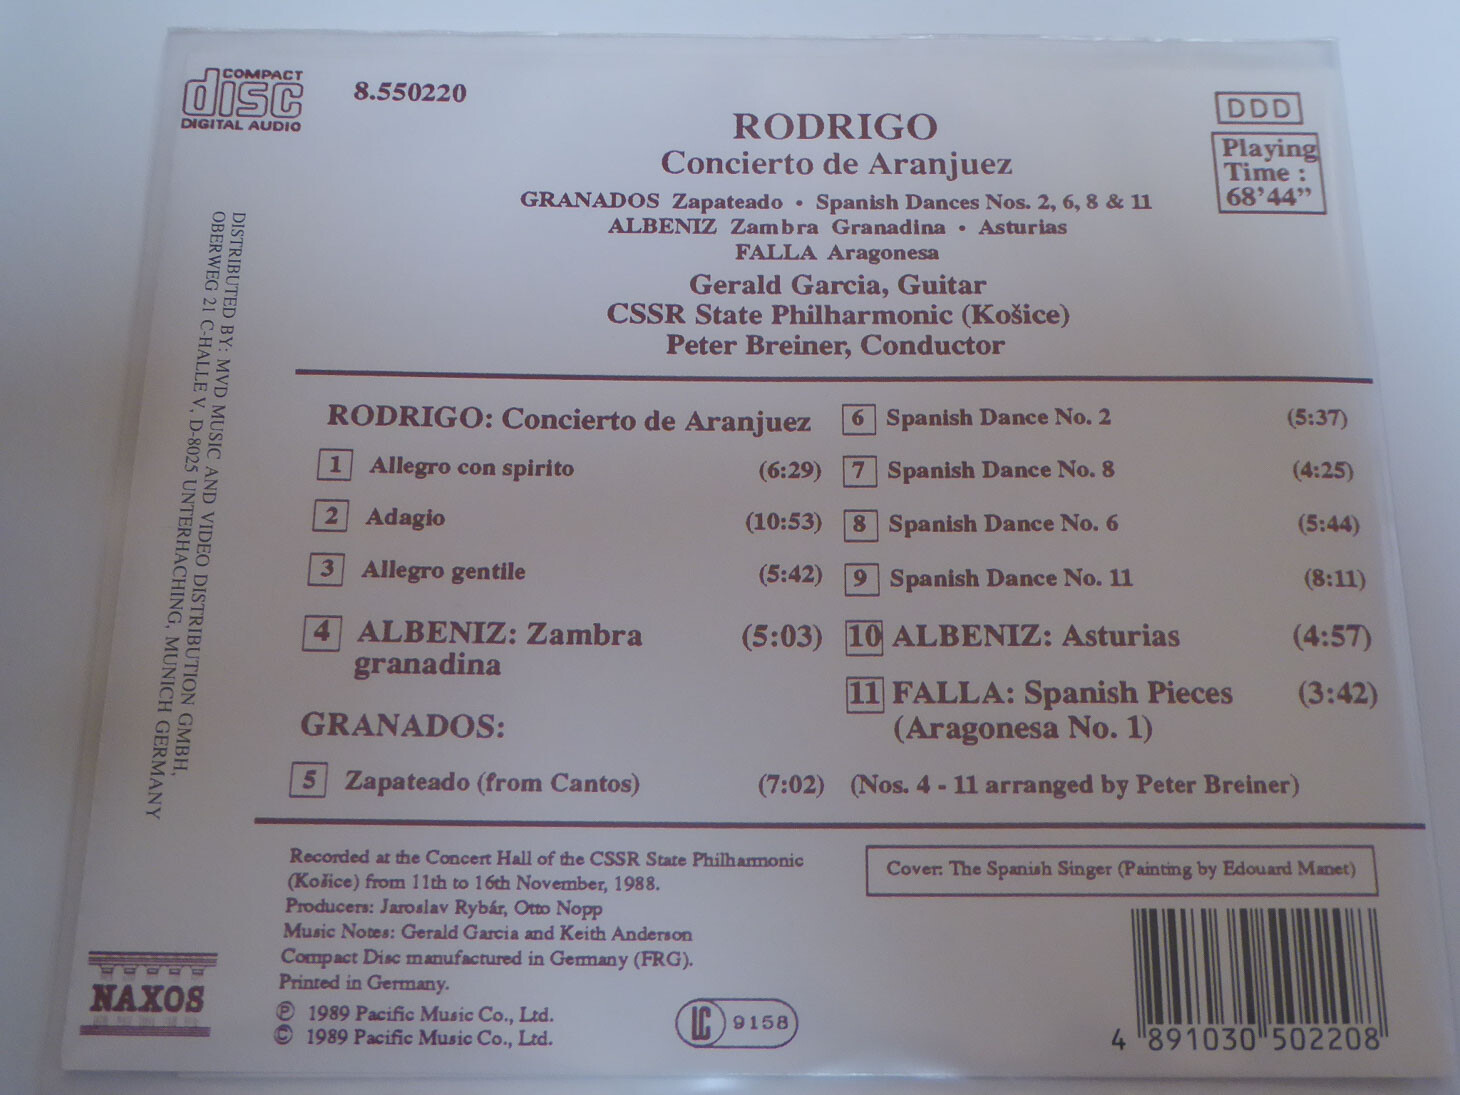 COMPACT
disc
DIGITAL AUDIO
8.550220
DDD
Playing
Time :
68'44"
RODRIGO
Concierto de Aranjuez
GRANADOS Zapateado • Spanish Dances Nos. 2, 6, 8 & 11
ALBENIZ Zambra Granadina • Asturias
FALLA Aragonesa
Gerald Garcia, Guitar
CSSR State Philharmonic (Košice)
Peter Breiner, Conductor
DISTRIBUTED BY: MVD MUSIC AND VIDEO DISTRIBUTION GMBH,
OBERWEG 21 C-HALLE V, D-8025 UNTERHACHING, MUNICH GERMANY
RODRIGO: Concierto de Aranjuez
1 Allegro con spirito (6:29)
2 Adagio (10:53)
3 Allegro gentile (5:42)
4 ALBENIZ: Zambra (5:03)
granadina
GRANADOS:
5 Zapateado (from Cantos) (7:02)
6 Spanish Dance No. 2 (5:37)
7 Spanish Dance No. 8 (4:25)
8 Spanish Dance No. 6 (5:44)
9 Spanish Dance No. 11 (8:11)
10 ALBENIZ: Asturias (4:57)
11 FALLA: Spanish Pieces (3:42)
(Aragonesa No. 1)
(Nos. 4 - 11 arranged by Peter Breiner)
Recorded at the Concert Hall of the CSSR State Philharmonic
(Košice) from 11th to 16th November, 1988.
Producers: Jaroslav Rybár, Otto Nopp
Music Notes: Gerald Garcia and Keith Anderson
Compact Disc manufactured in Germany (FRG).
Printed in Germany.
℗ 1989 Pacific Music Co., Ltd.
© 1989 Pacific Music Co., Ltd.
Cover: The Spanish Singer (Painting by Edouard Manet)
NAXOS
LC 9158
4 891030 502208